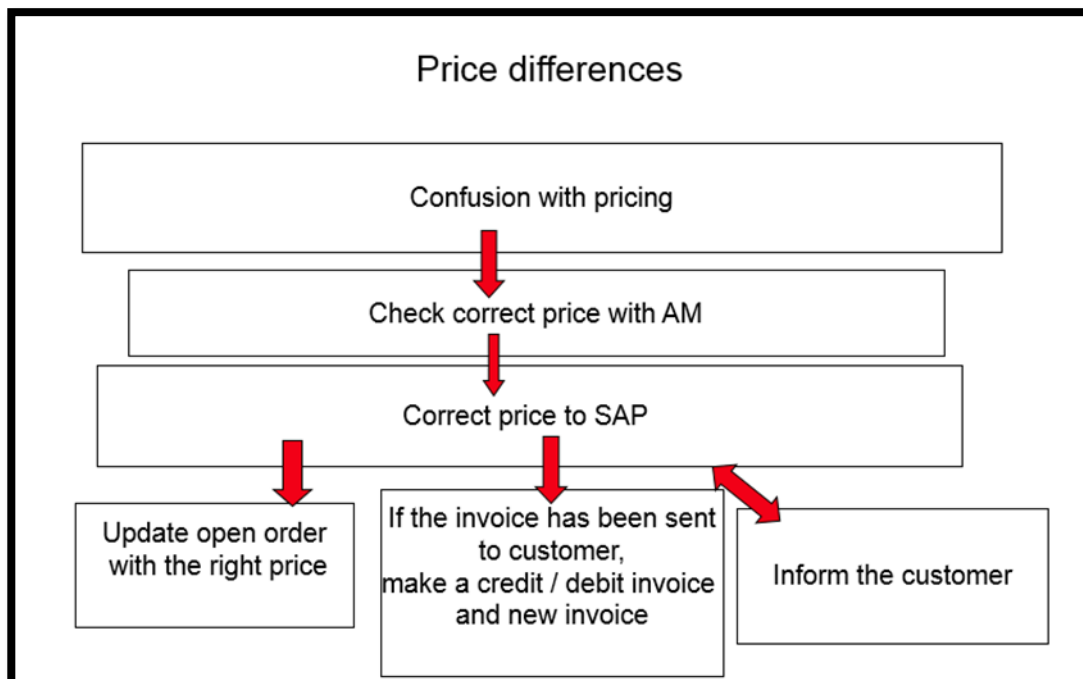 Price differences
Confusion with pricing
Check correct price with AM
Correct price to SAP
Update open order
with the right price
If the invoice has been sent
to customer,
make a credit / debit invoice
and new invoice
Inform the customer